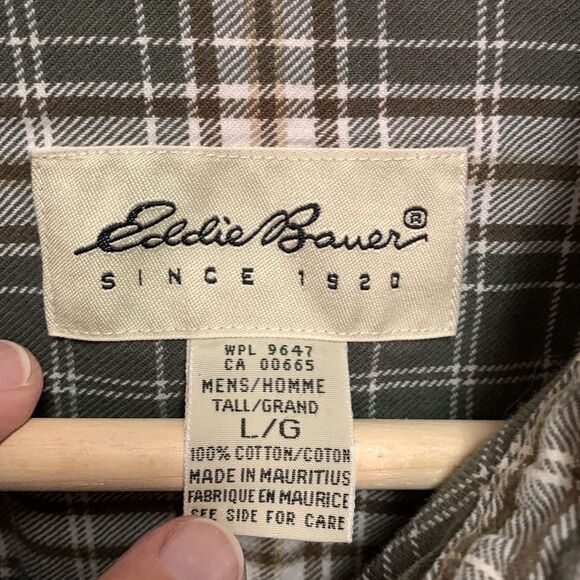 Eddie Bauer®
SINCE 1920
WPL 9647
CA 00665
MENS/HOMME
TALL/GRAND
L/G
100% COTTON/COTON
MADE IN MAURITIUS
FABRIQUE EN MAURICE
SEE SIDE FOR CARE